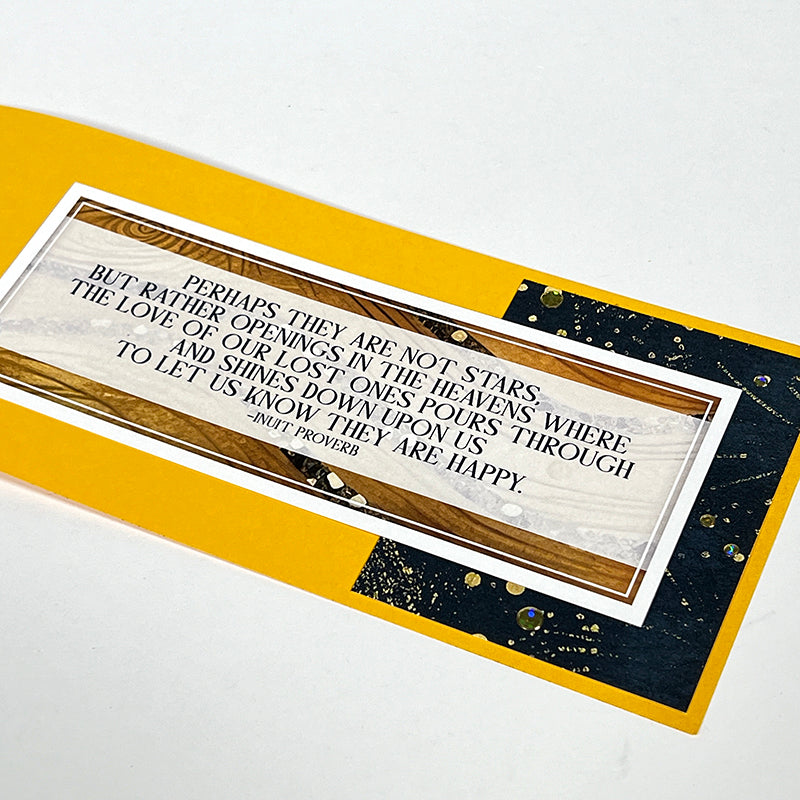 PERHAPS THEY ARE NOT STARS,
BUT RATHER OPENINGS IN THE HEAVENS WHERE
THE LOVE OF OUR LOST ONES POURS THROUGH
AND SHINES DOWN UPON US
TO LET US KNOW THEY ARE HAPPY.
-INUIT PROVERB